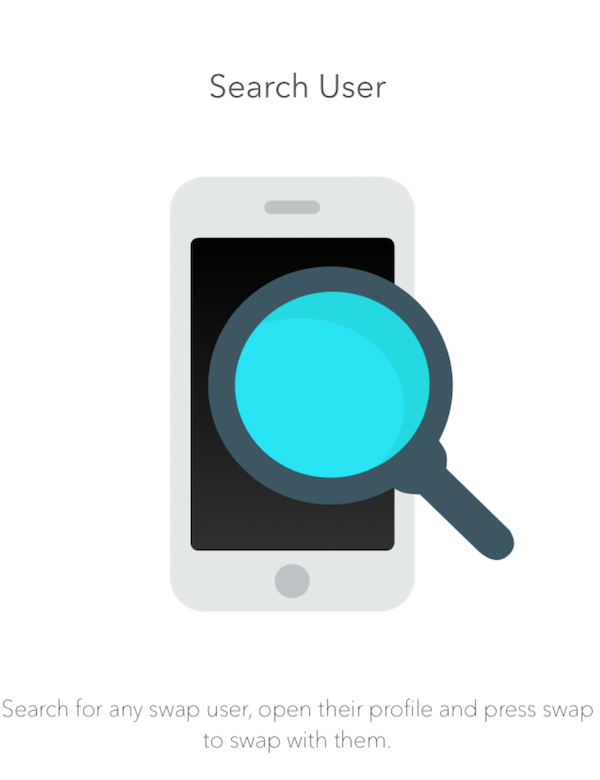 Search User
Search for any swap user, open their profile and press swap
to swap with them.